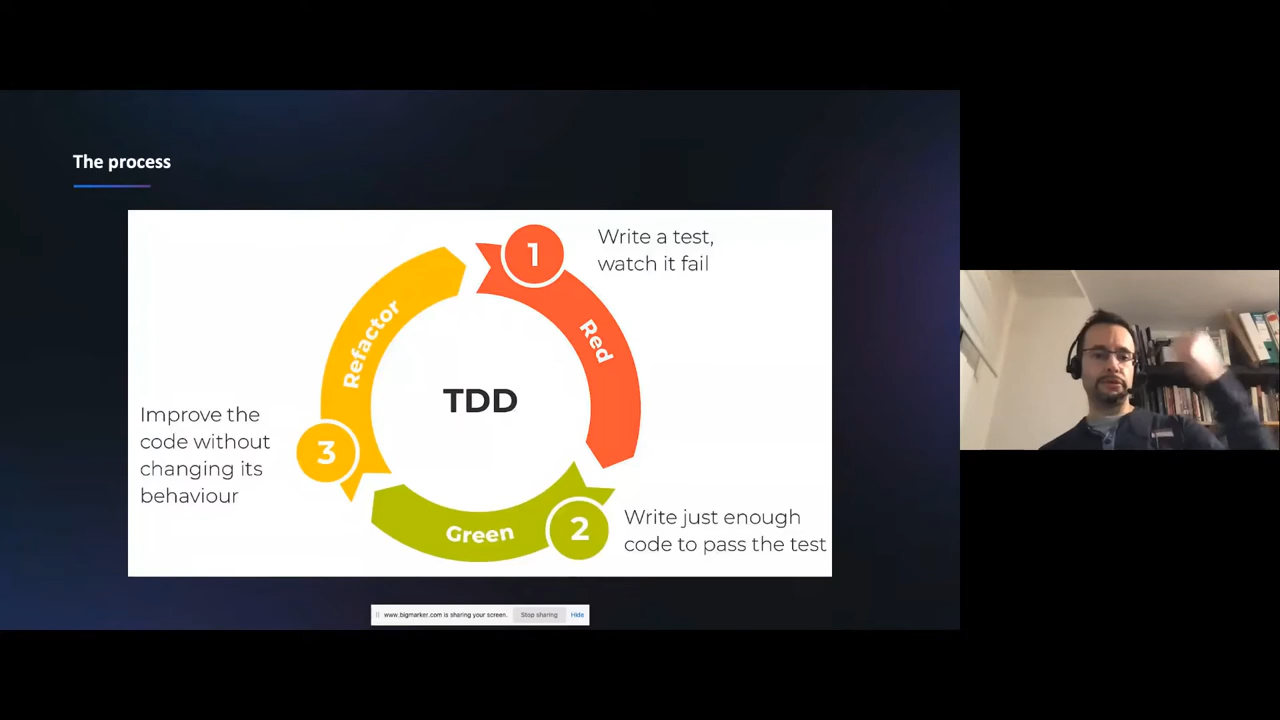 The process
1
Write a test,
watch it fail
Red
Refactor
TDD
Improve the
code without
changing its
behaviour
3
Green
2
Write just enough
code to pass the test
www.bigmarker.com is sharing your screen.
Stop sharing
Hide